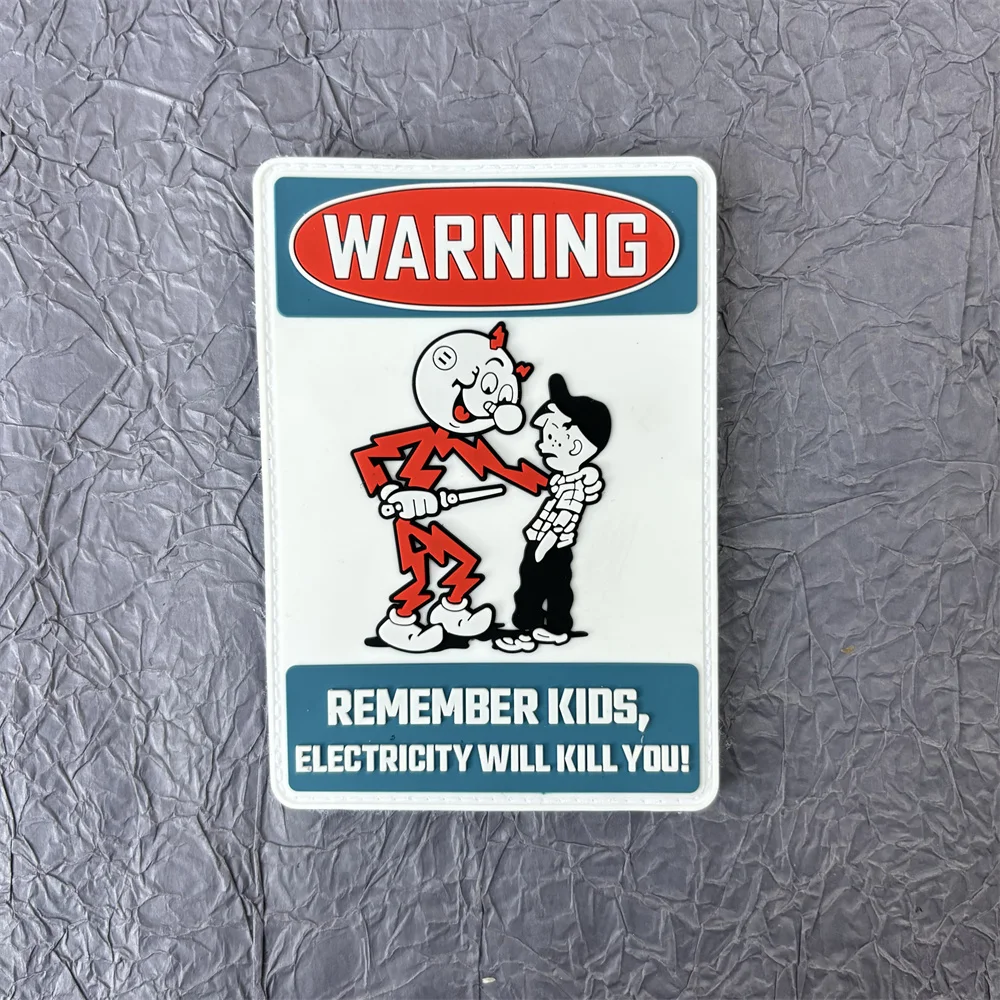 WARNING
REMEMBER KIDS,
ELECTRICITY WILL KILL YOU!